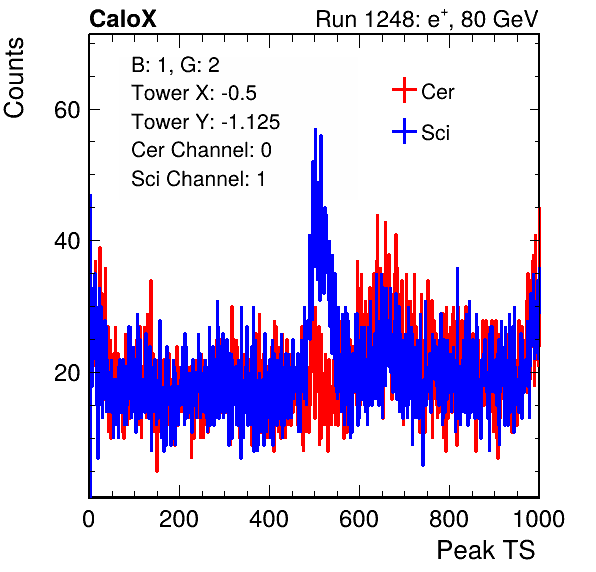 CaloX Run 1248: e⁺, 80 GeV
Counts
B: 1, G: 2
Tower X: -0.5
Tower Y: -1.125
Cer Channel: 0
Sci Channel: 1
Cer
Sci
60
40
20
0 200 400 600 800 1000
Peak TS